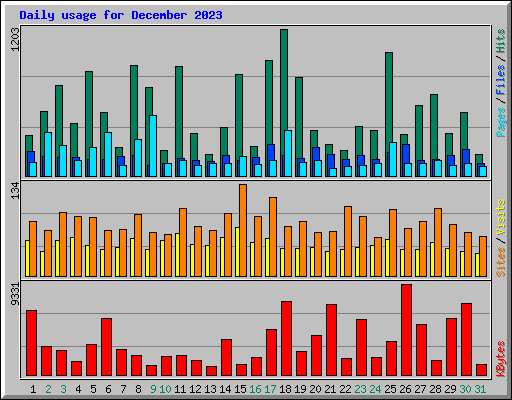 Daily usage for December 2023
1203
Pages / Files / Hits
134
Sites / Visits
9331
KBytes
1 2 3 4 5 6 7 8 9 10 11 12 13 14 15 16 17 18 19 20 21 22 23 24 25 26 27 28 29 30 31